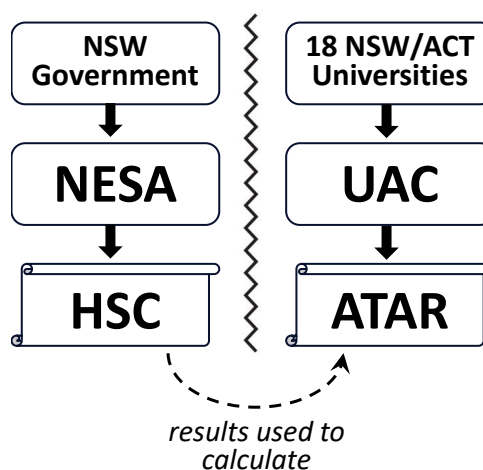 NSW
Government
18 NSW/ACT
Universities
NESA
UAC
HSC
ATAR
results used to
calculate